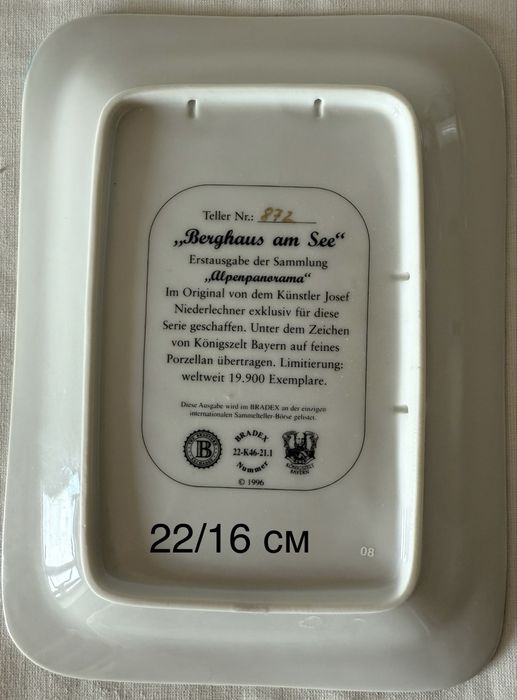 Teller Nr.: 872
„Berghaus am See“
Erstausgabe der Sammlung
„Alpenpanorama“
Im Original von dem Künstler Josef
Niederlechner exklusiv für diese
Serie geschaffen. Unter dem Zeichen
von Königszelt Bayern auf feines
Porzellan übertragen. Limitierung:
weltweit 19.900 Exemplare.
Diese Ausgabe wird im BRADEX an der einzigen
internationalen Sammelteller-Börse gelistet.
B
BRADEX
22-K46-21.1
Nummer
KÖNIGSZELT
BAYERN
© 1996
22/16 см
08